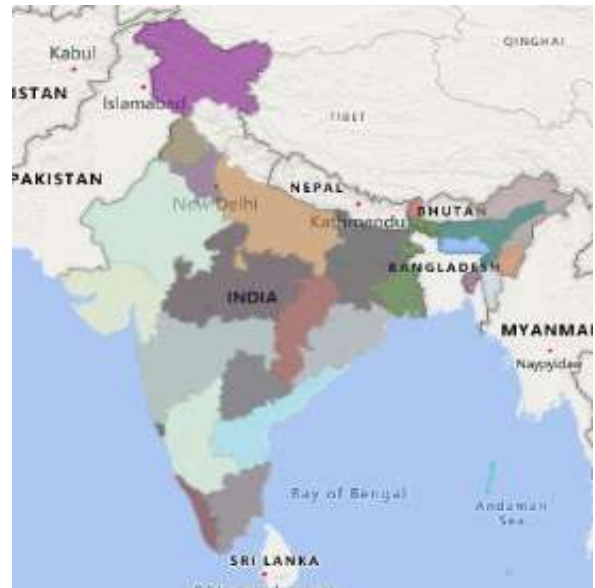 Kabul
QINGHAI
ISTAN
Islamabad
TIBET
PAKISTAN
NEPAL
New Delhi
Kathmandu
BHUTAN
BANGLADESH
INDIA
MYANMA
Naypyidaw
Bay of Bengal
Andaman
Sea
SRI LANKA